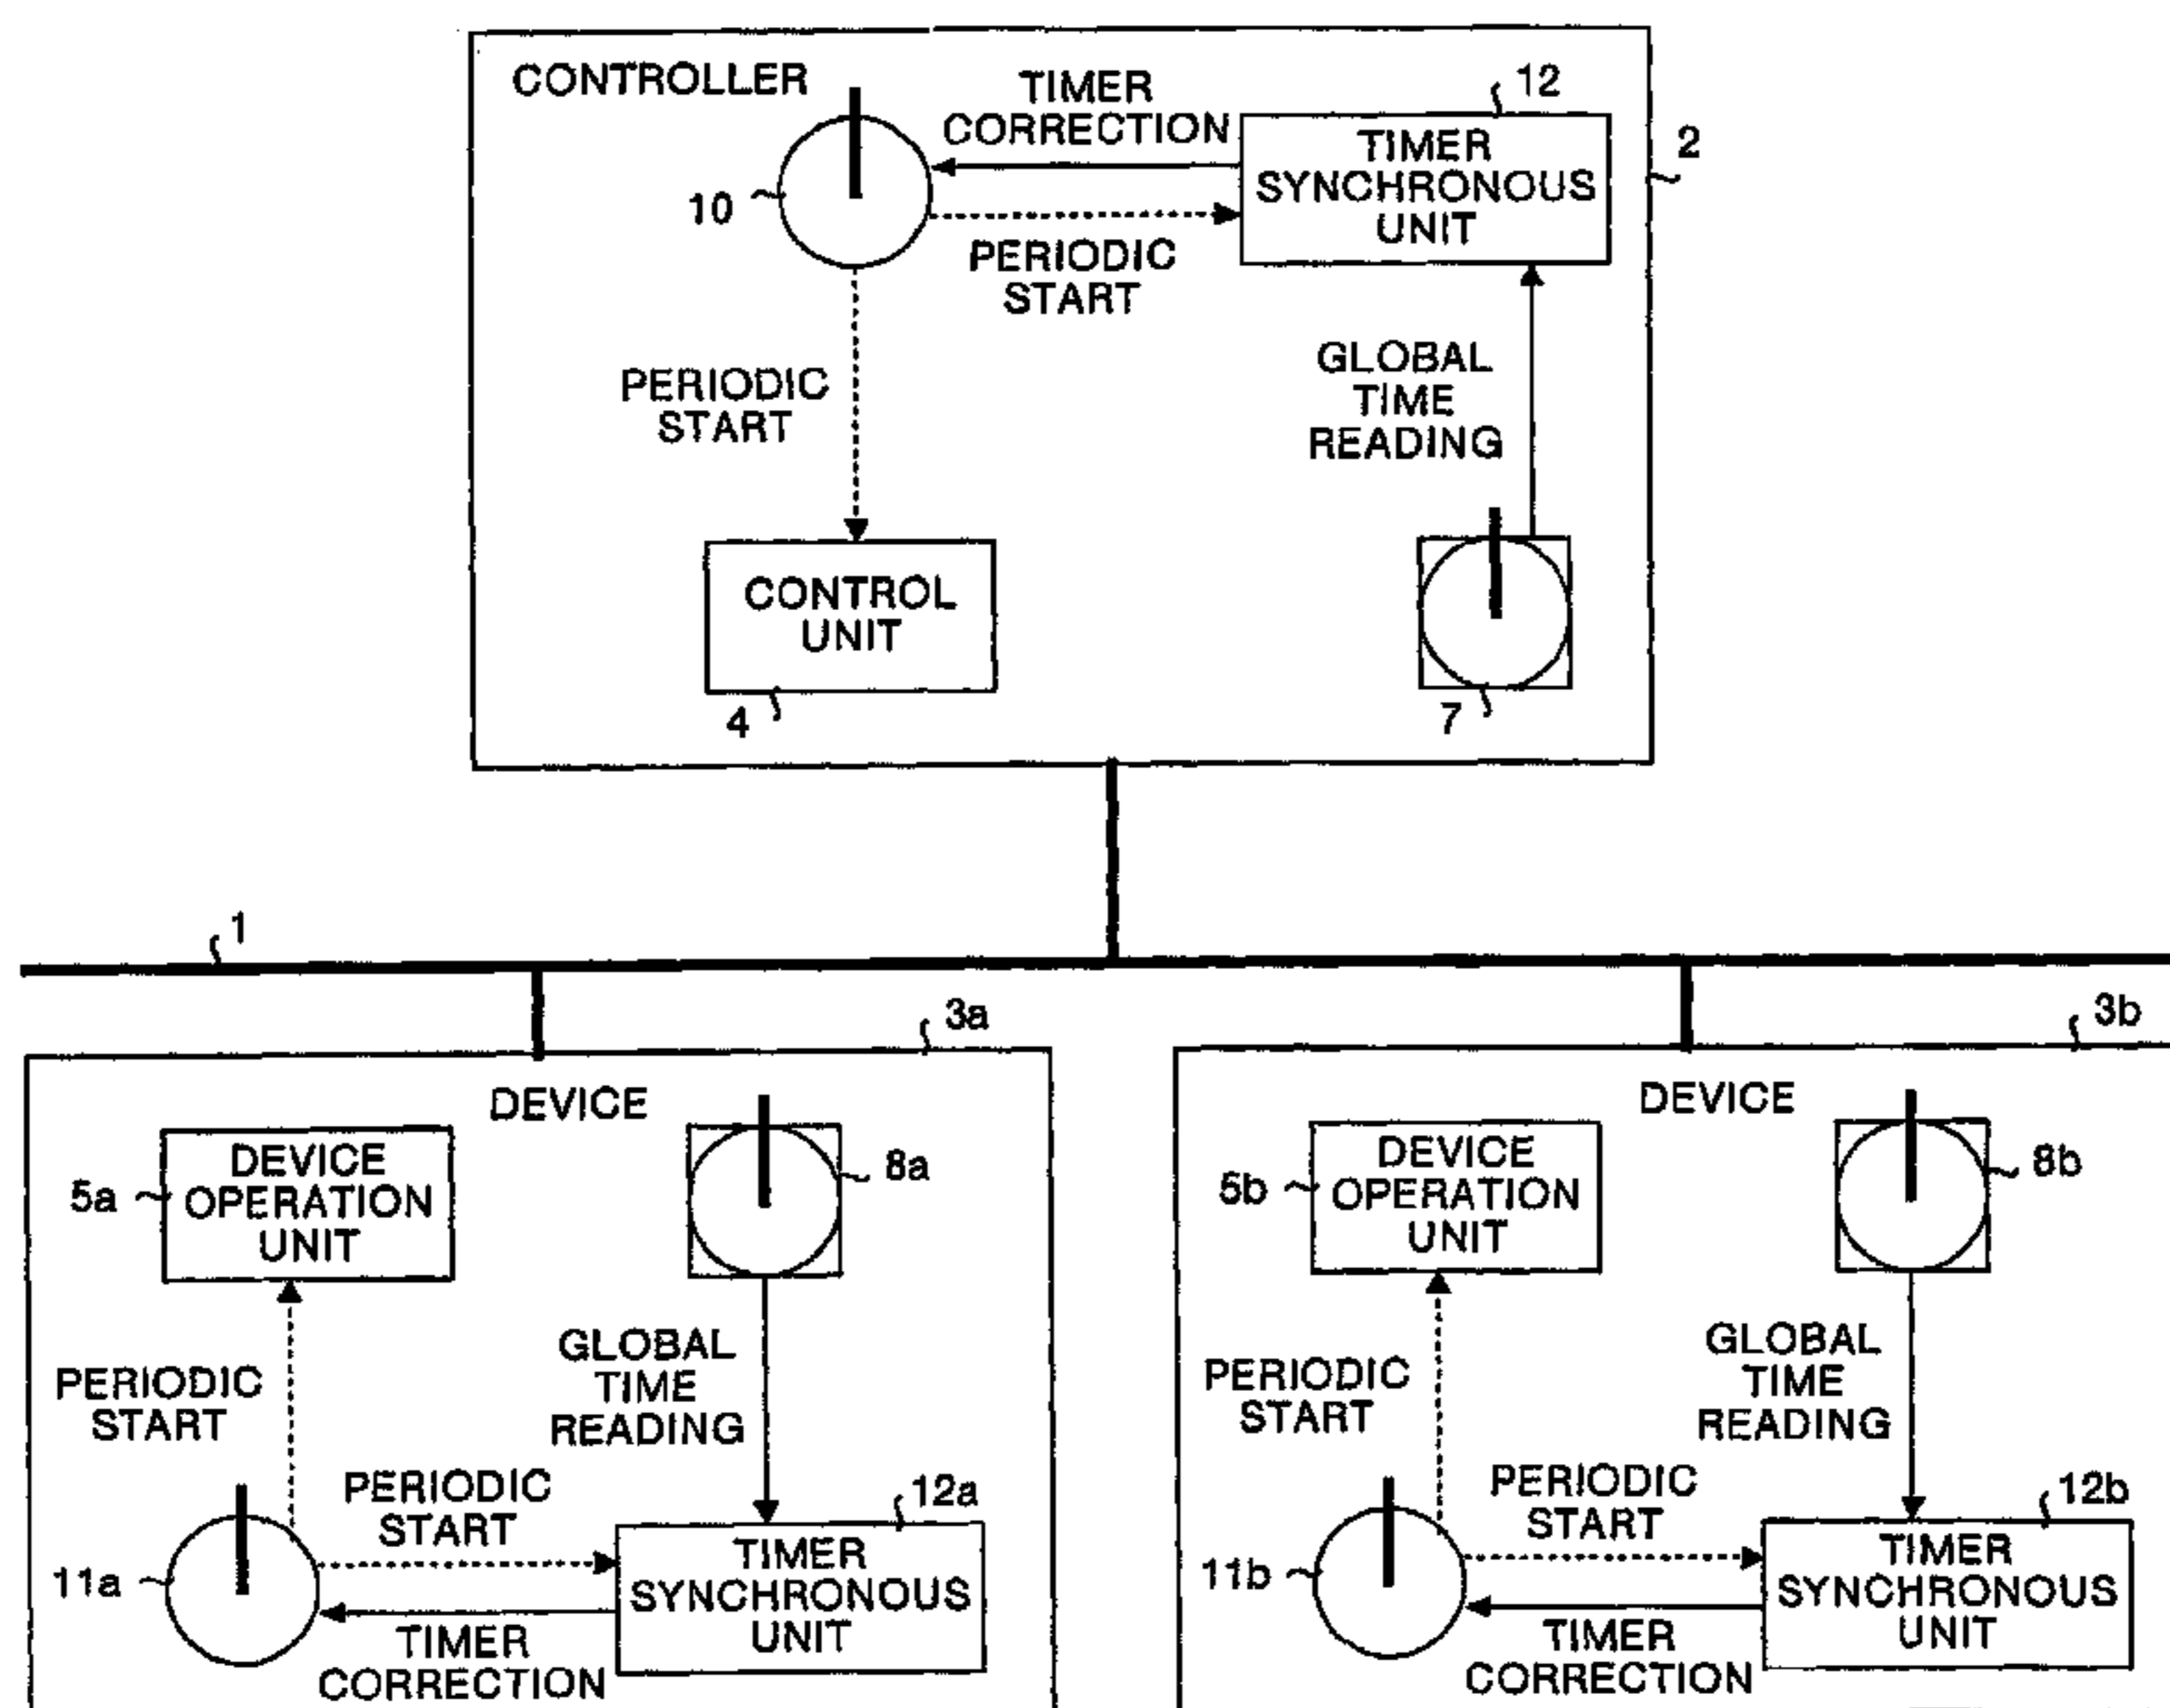 CONTROLLER
TIMER
CORRECTION
12
TIMER
SYNCHRONOUS
UNIT
2
10
PERIODIC
START
PERIODIC
START
GLOBAL
TIME
READING
CONTROL
UNIT
4
7
1
3a
DEVICE
DEVICE
OPERATION
UNIT
5a
8a
PERIODIC
START
GLOBAL
TIME
READING
PERIODIC
START
12a
11a
TIMER
SYNCHRONOUS
UNIT
TIMER
CORRECTION
3b
DEVICE
DEVICE
OPERATION
UNIT
5b
8b
PERIODIC
START
GLOBAL
TIME
READING
PERIODIC
START
12b
11b
TIMER
SYNCHRONOUS
UNIT
TIMER
CORRECTION